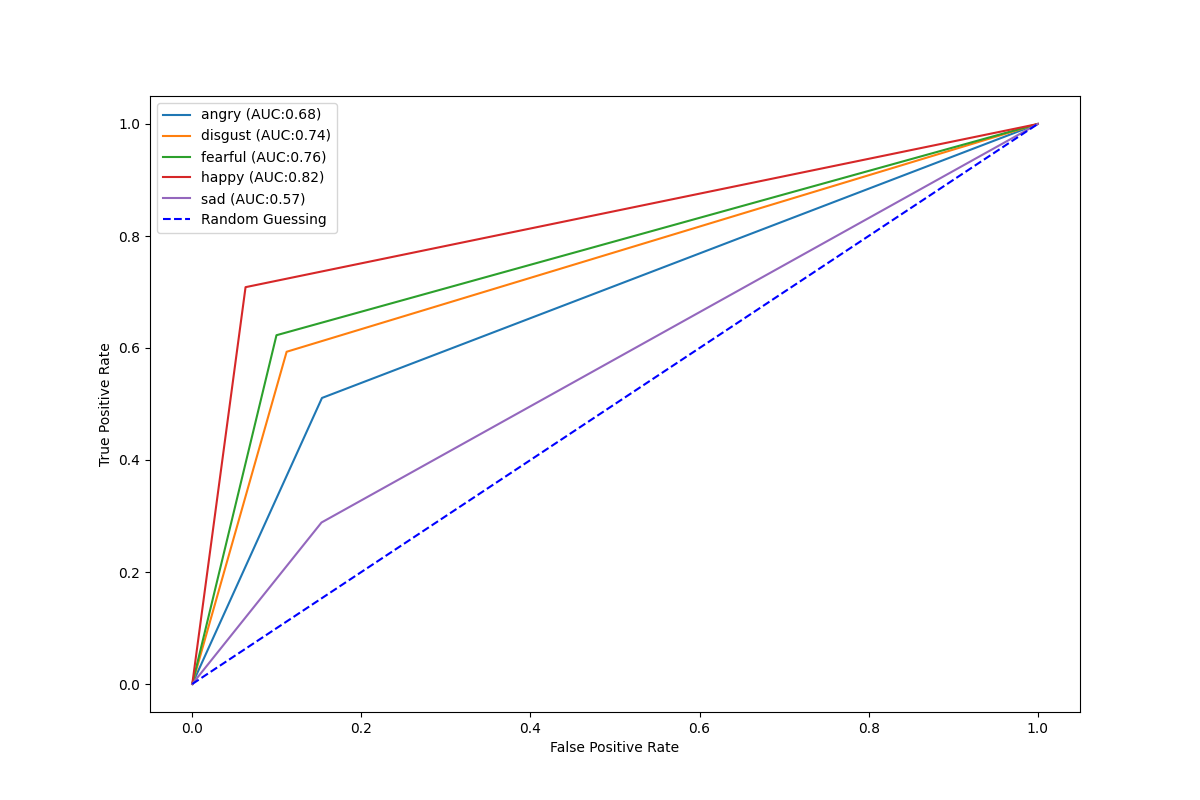 angry (AUC:0.68)
disgust (AUC:0.74)
fearful (AUC:0.76)
happy (AUC:0.82)
sad (AUC:0.57)
Random Guessing
1.0
0.8
0.6
0.4
0.2
0.0
True Positive Rate
0.0 0.2 0.4 0.6 0.8 1.0
False Positive Rate